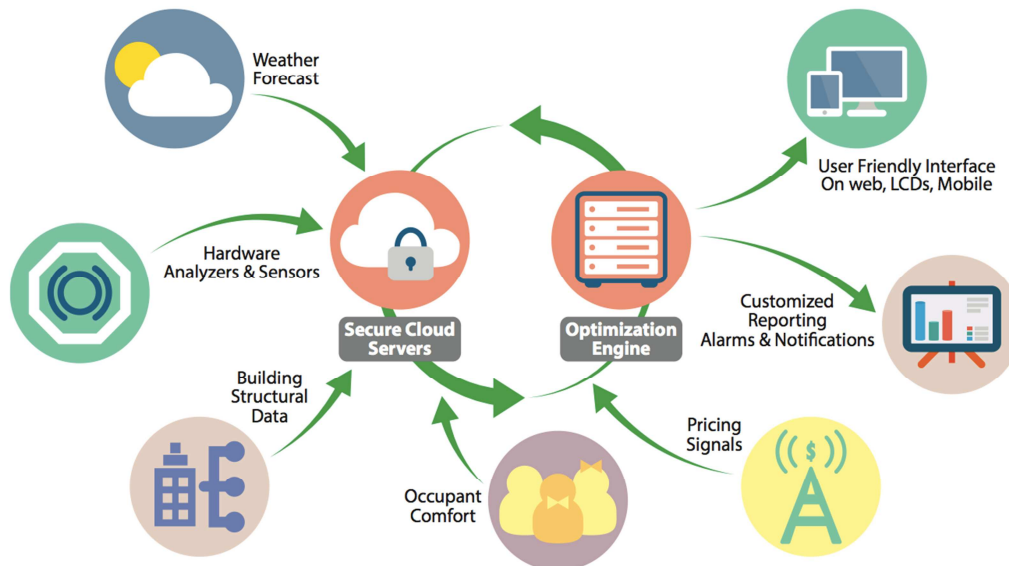 Weather
Forecast
User Friendly Interface
On web, LCDs, Mobile
Hardware
Analyzers & Sensors
Secure Cloud
Servers
Optimization
Engine
Customized
Reporting
Alarms & Notifications
Building
Structural
Data
Occupant
Comfort
Pricing
Signals
$